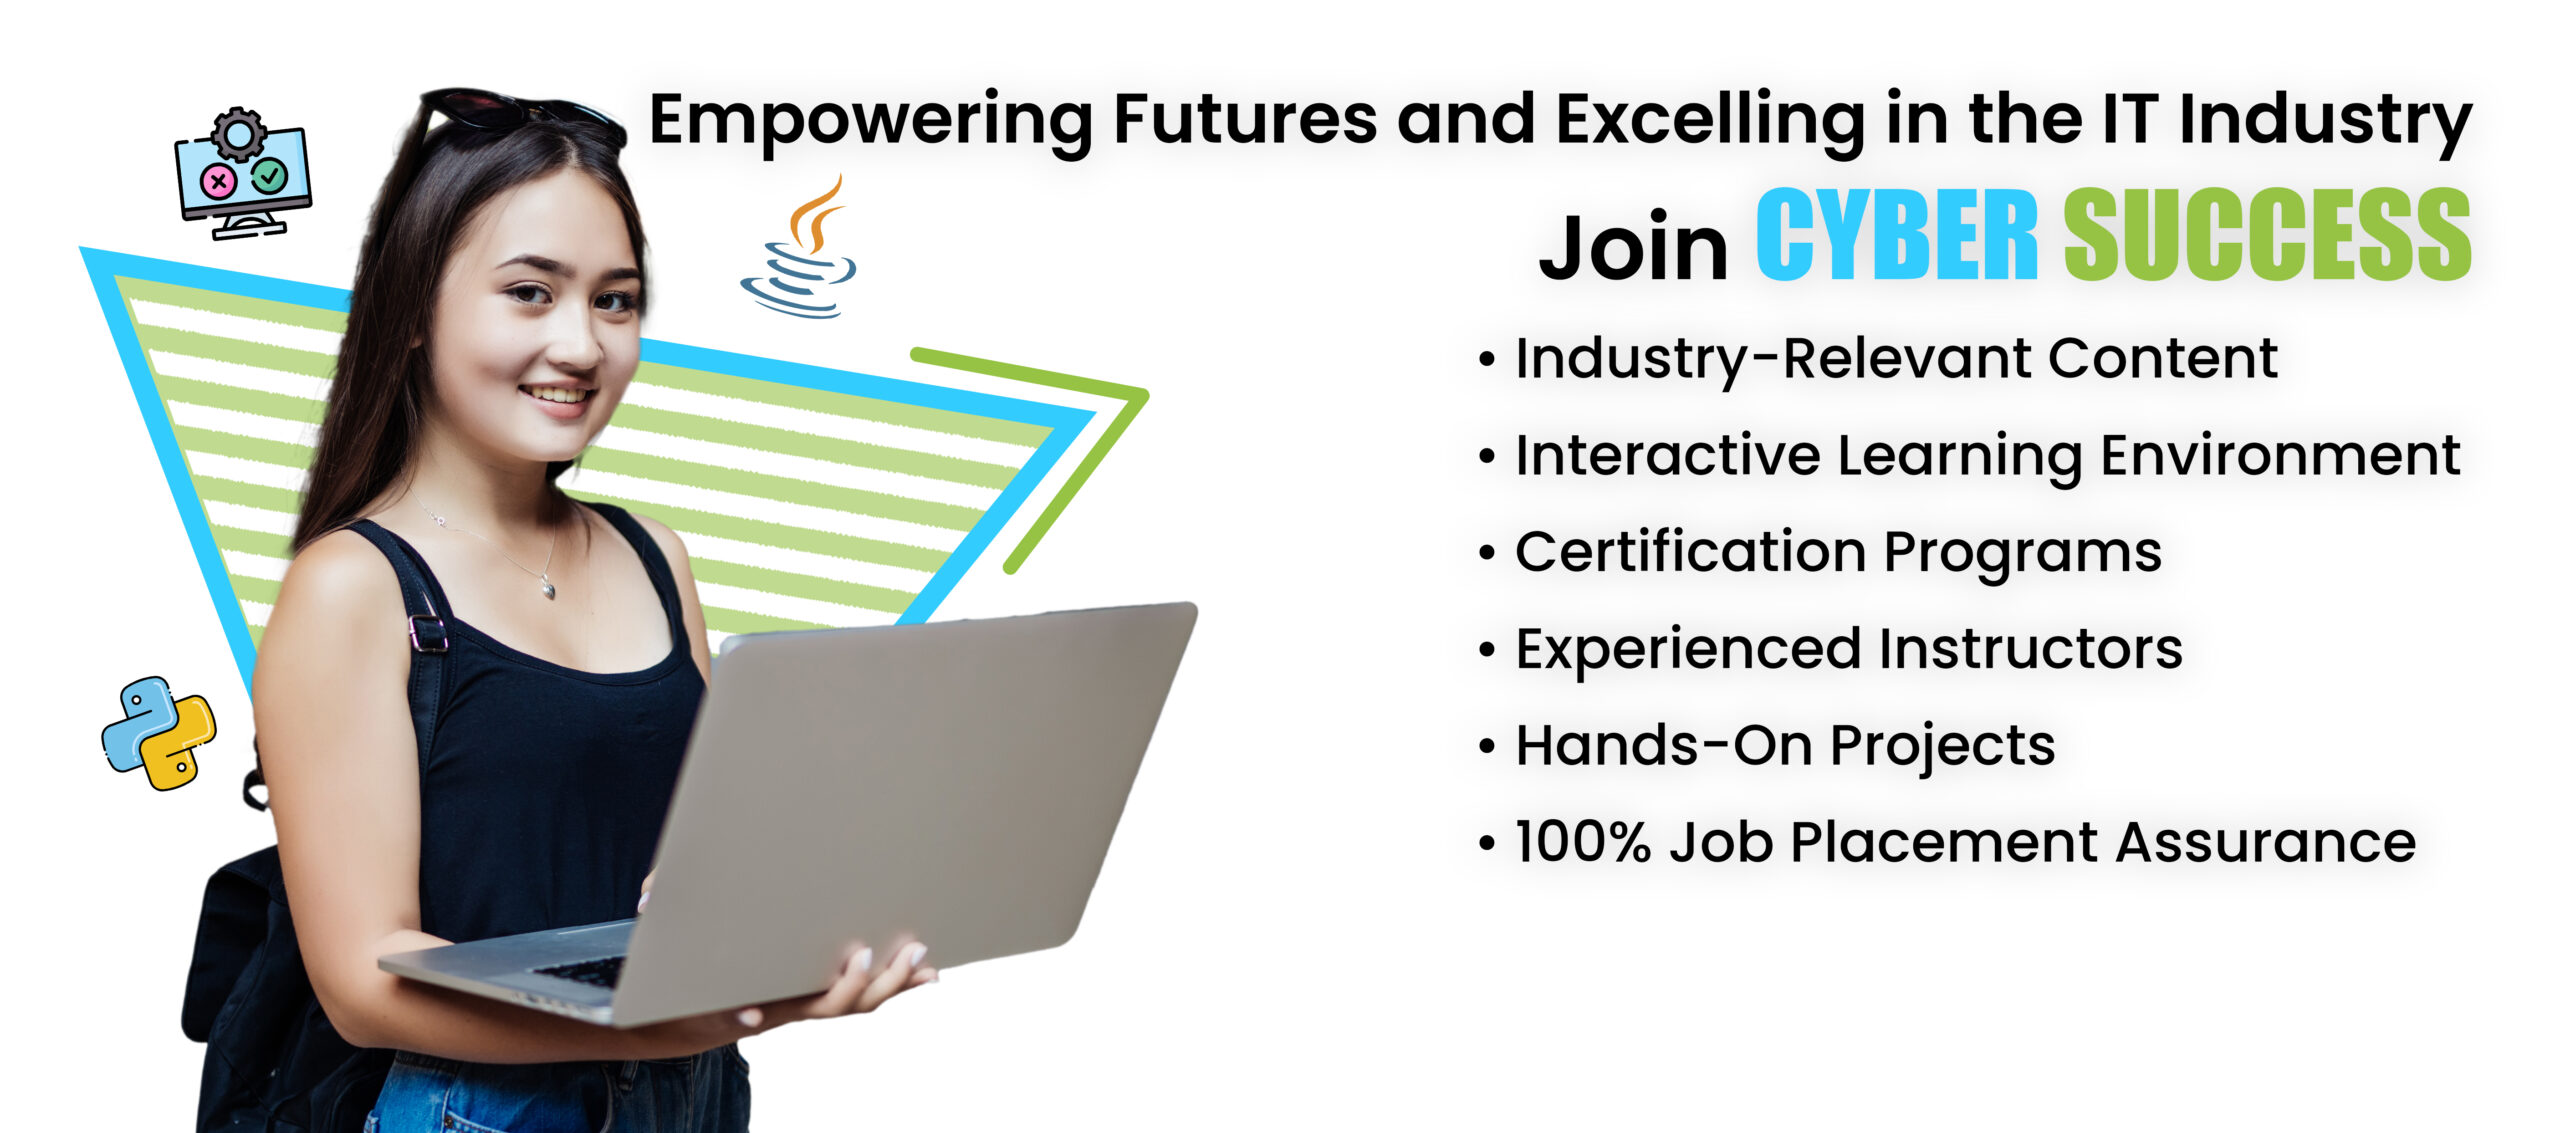 Empowering Futures and Excelling in the IT Industry
Join CYBER SUCCESS
• Industry-Relevant Content
• Interactive Learning Environment
• Certification Programs
• Experienced Instructors
• Hands-On Projects
• 100% Job Placement Assurance